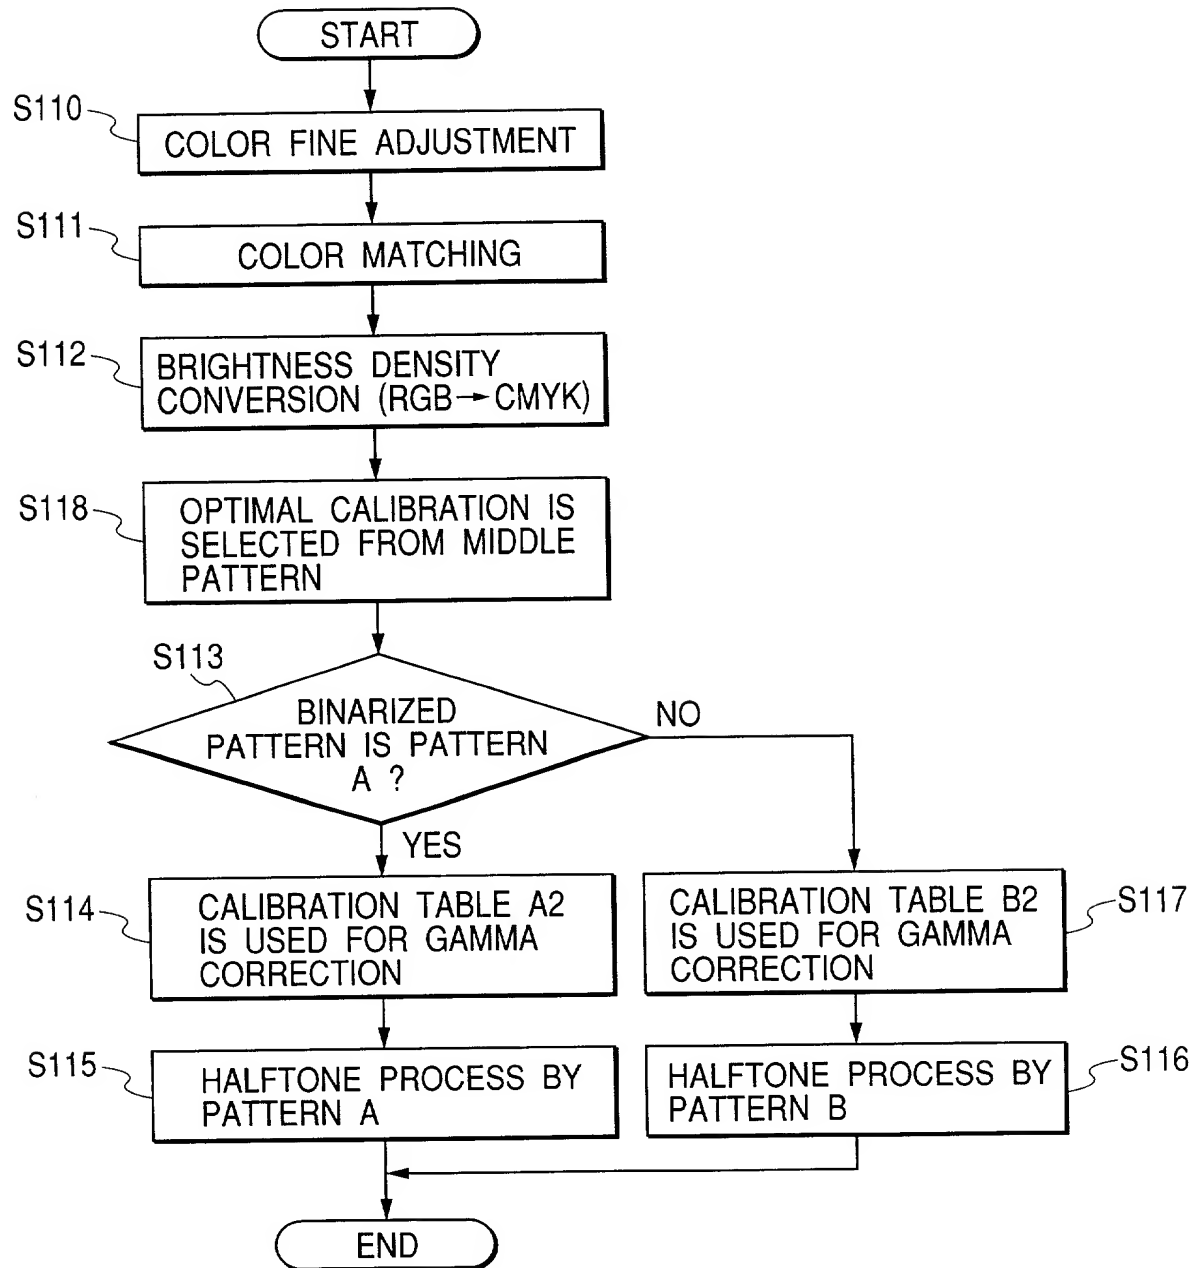 START
S110
COLOR FINE ADJUSTMENT
S111
COLOR MATCHING
S112
BRIGHTNESS DENSITY
CONVERSION (RGB→CMYK)
S118
OPTIMAL CALIBRATION IS
SELECTED FROM MIDDLE
PATTERN
S113
BINARIZED
PATTERN IS PATTERN
A ?
NO
YES
S114
CALIBRATION TABLE A2
IS USED FOR GAMMA
CORRECTION
CALIBRATION TABLE B2
IS USED FOR GAMMA
CORRECTION
S117
S115
HALFTONE PROCESS BY
PATTERN A
HALFTONE PROCESS BY
PATTERN B
S116
END